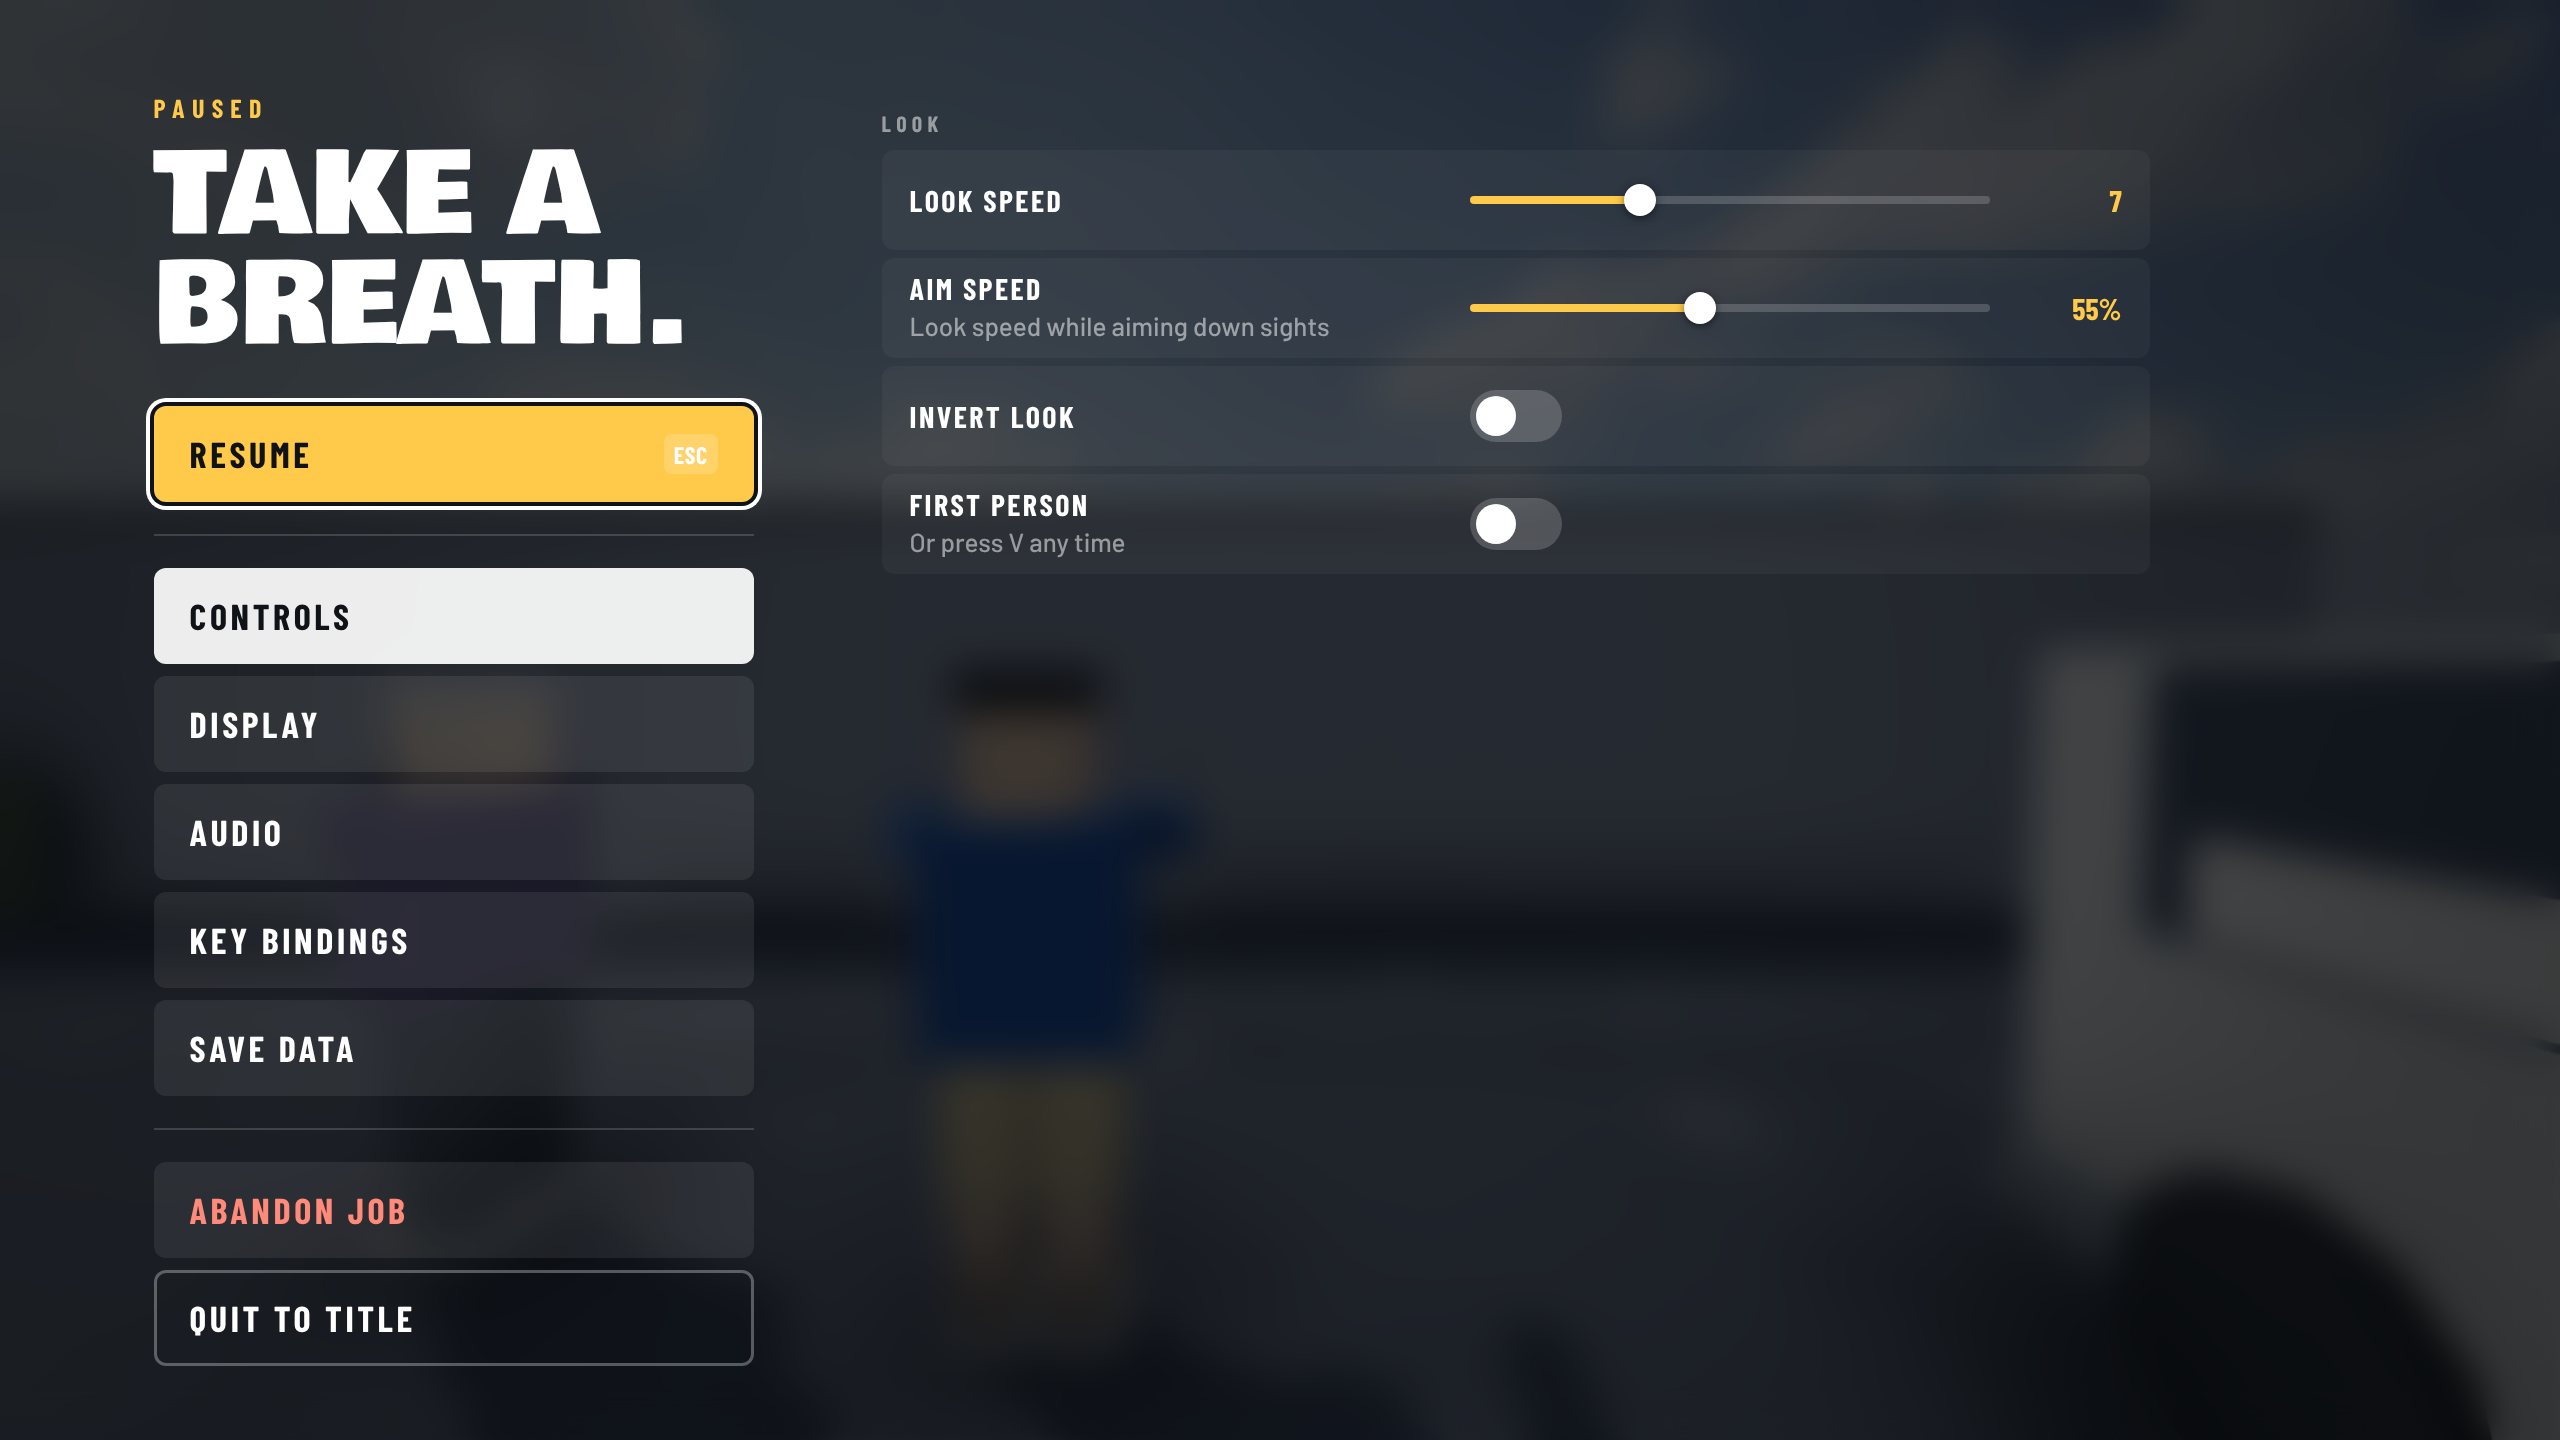 PAUSED
TAKE A
BREATH.
RESUME ESC
CONTROLS
DISPLAY
AUDIO
KEY BINDINGS
SAVE DATA
ABANDON JOB
QUIT TO TITLE
LOOK
LOOK SPEED 7
AIM SPEED 55%
Look speed while aiming down sights
INVERT LOOK
FIRST PERSON
Or press V any time